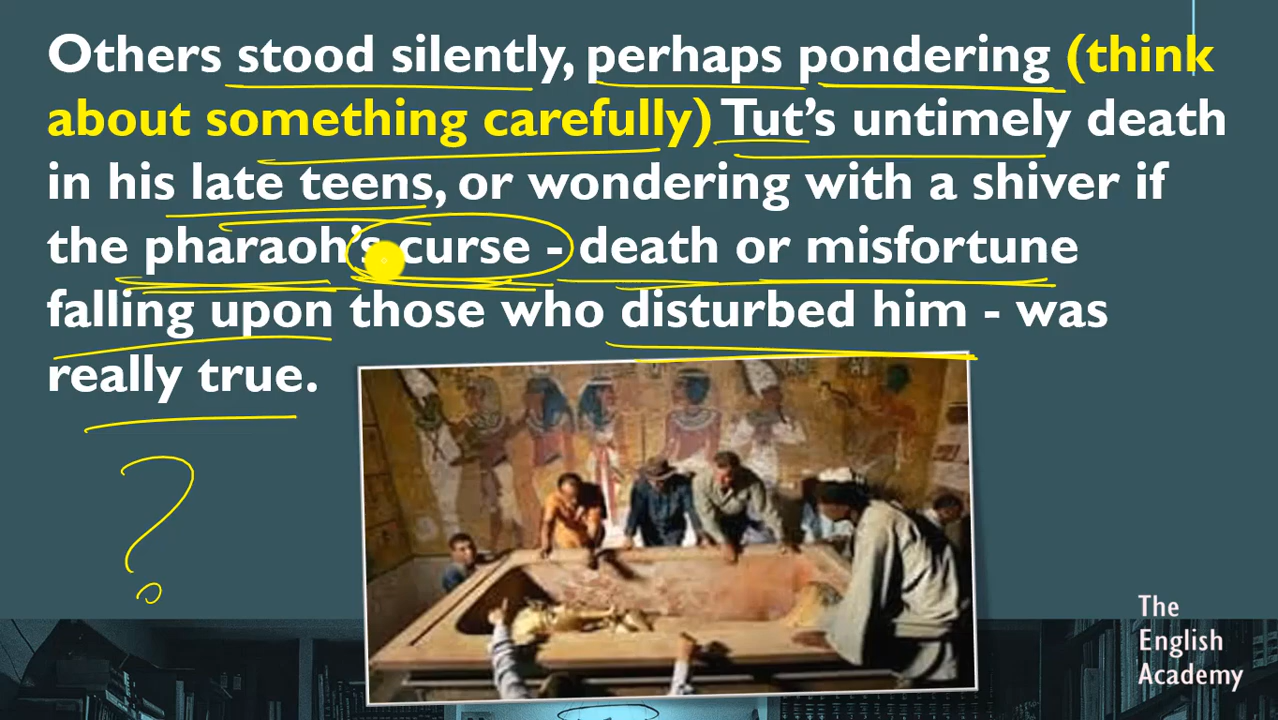 Others stood silently, perhaps pondering (think
about something carefully) Tut's untimely death
in his late teens, or wondering with a shiver if
the pharaoh's curse - death or misfortune
falling upon those who disturbed him - was
really true.
?
The
English
Academy